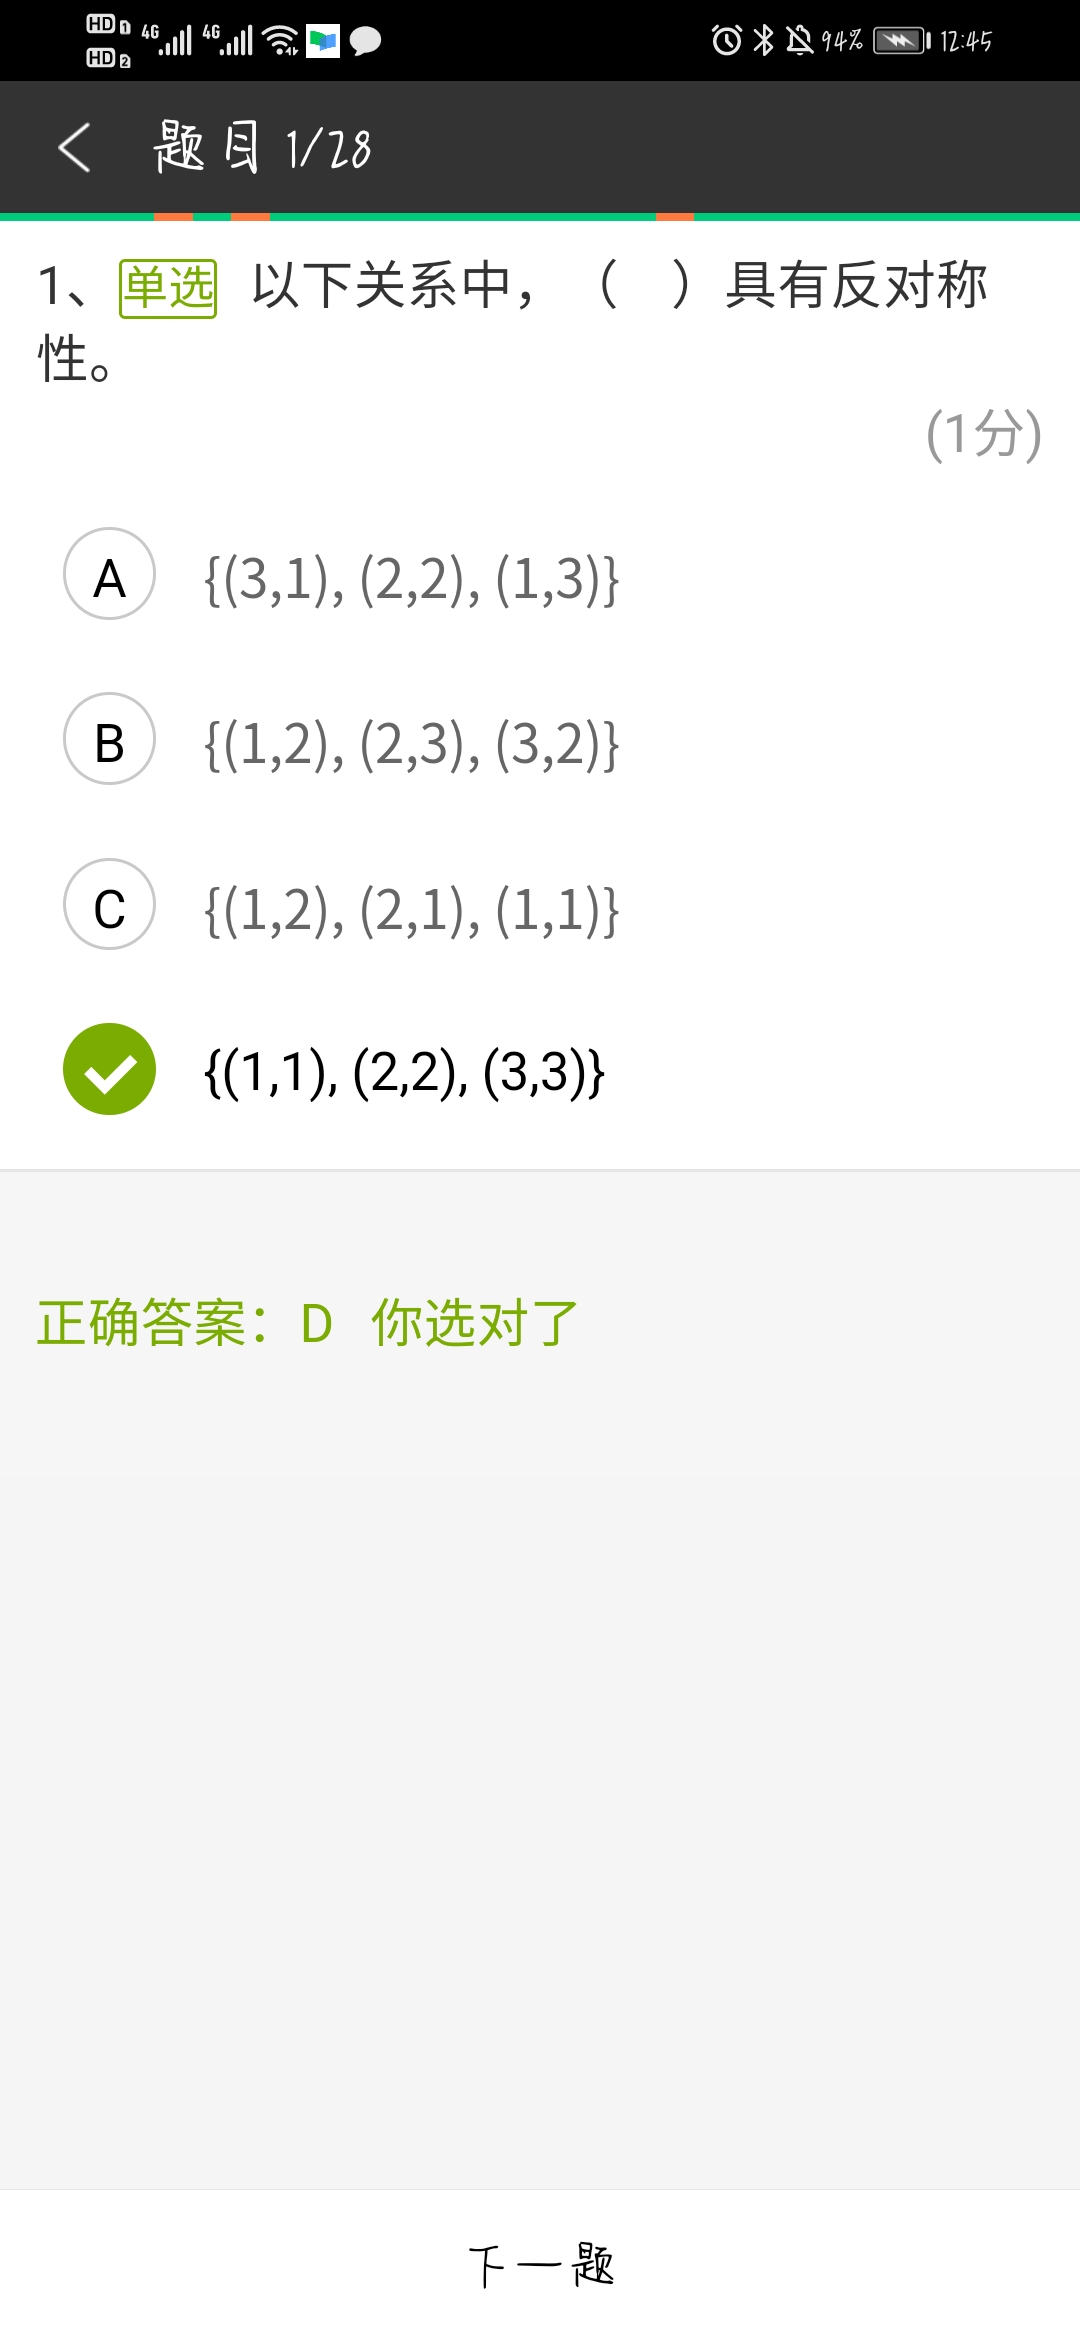 HD 1 4G 4G 94% 12:45
HD 2
题目 1/28
1、单选 以下关系中，（ ）具有反对称
性。
(1分)
A {(3,1), (2,2), (1,3)}
B {(1,2), (2,3), (3,2)}
C {(1,2), (2,1), (1,1)}
{(1,1), (2,2), (3,3)}
正确答案：D 你选对了
下一题